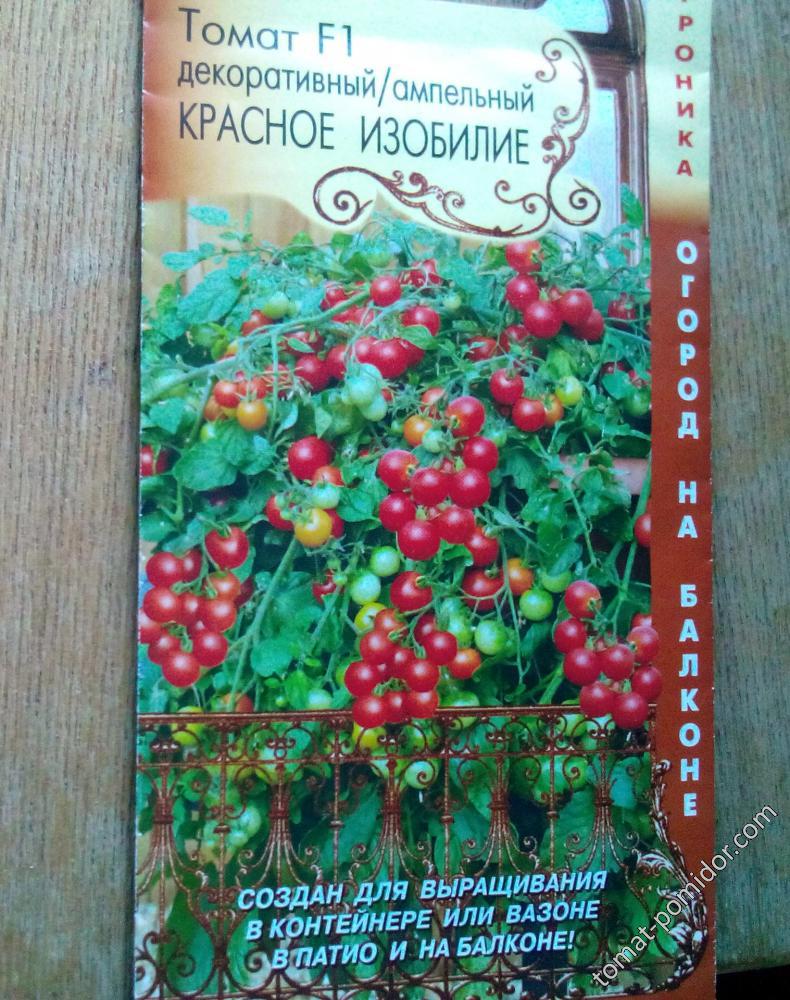 Томат F1
декоративный/ампельный
КРАСНОЕ ИЗОБИЛИЕ
ОГОРОД НА БАЛКОНЕ
СОЗДАН ДЛЯ ВЫРАЩИВАНИЯ
В КОНТЕЙНЕРЕ ИЛИ ВАЗОНЕ
В ПАТИО И НА БАЛКОНЕ!
tomat-pomidor.com